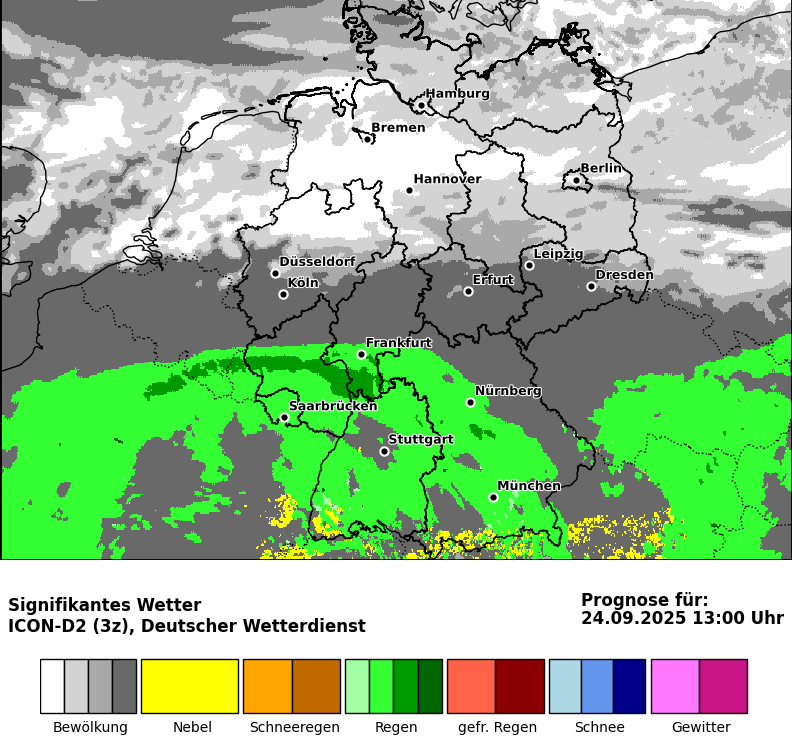 Hamburg
Bremen
Berlin
Hannover
Düsseldorf
Leipzig
Köln
Erfurt
Dresden
Frankfurt
Nürnberg
Saarbrücken
Stuttgart
München
Signifikantes Wetter
ICON-D2 (3z), Deutscher Wetterdienst
Prognose für:
24.09.2025 13:00 Uhr
Bewölkung Nebel Schneeregen Regen gefr. Regen Schnee Gewitter